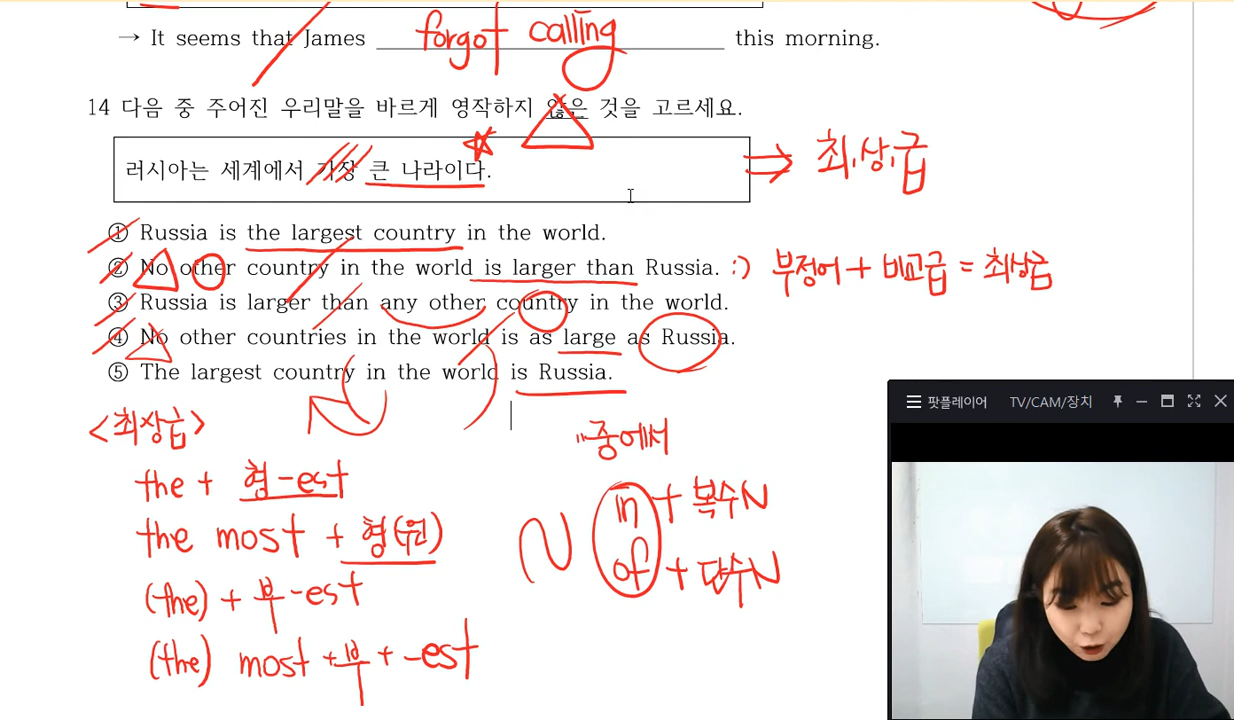 → It seems that James forgot calling this morning.
14 다음 중 주어진 우리말을 바르게 영작하지 않은 것을 고르세요.
러시아는 세계에서 가장 큰 나라이다.
⇒ 최상급
① Russia is the largest country in the world.
② No other country in the world is larger than Russia. :) 부정어 + 비교급 = 최상급
③ Russia is larger than any other country in the world.
④ No other countries in the world is as large as Russia.
⑤ The largest country in the world is Russia.
팟플레이어 TV/CAM/장치
<최상급>
the + 형-est
the most + 형(원)
(the) + 부-est
(the) most + 부 + -est
"중에서
in + 복수N
of + 단수N